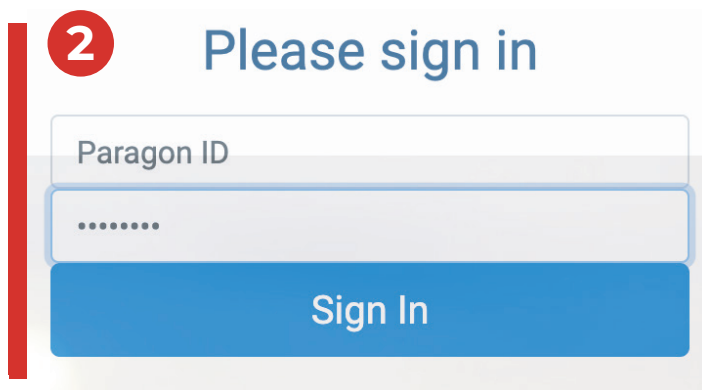 2
Please sign in
Paragon ID
••••••••
Sign In